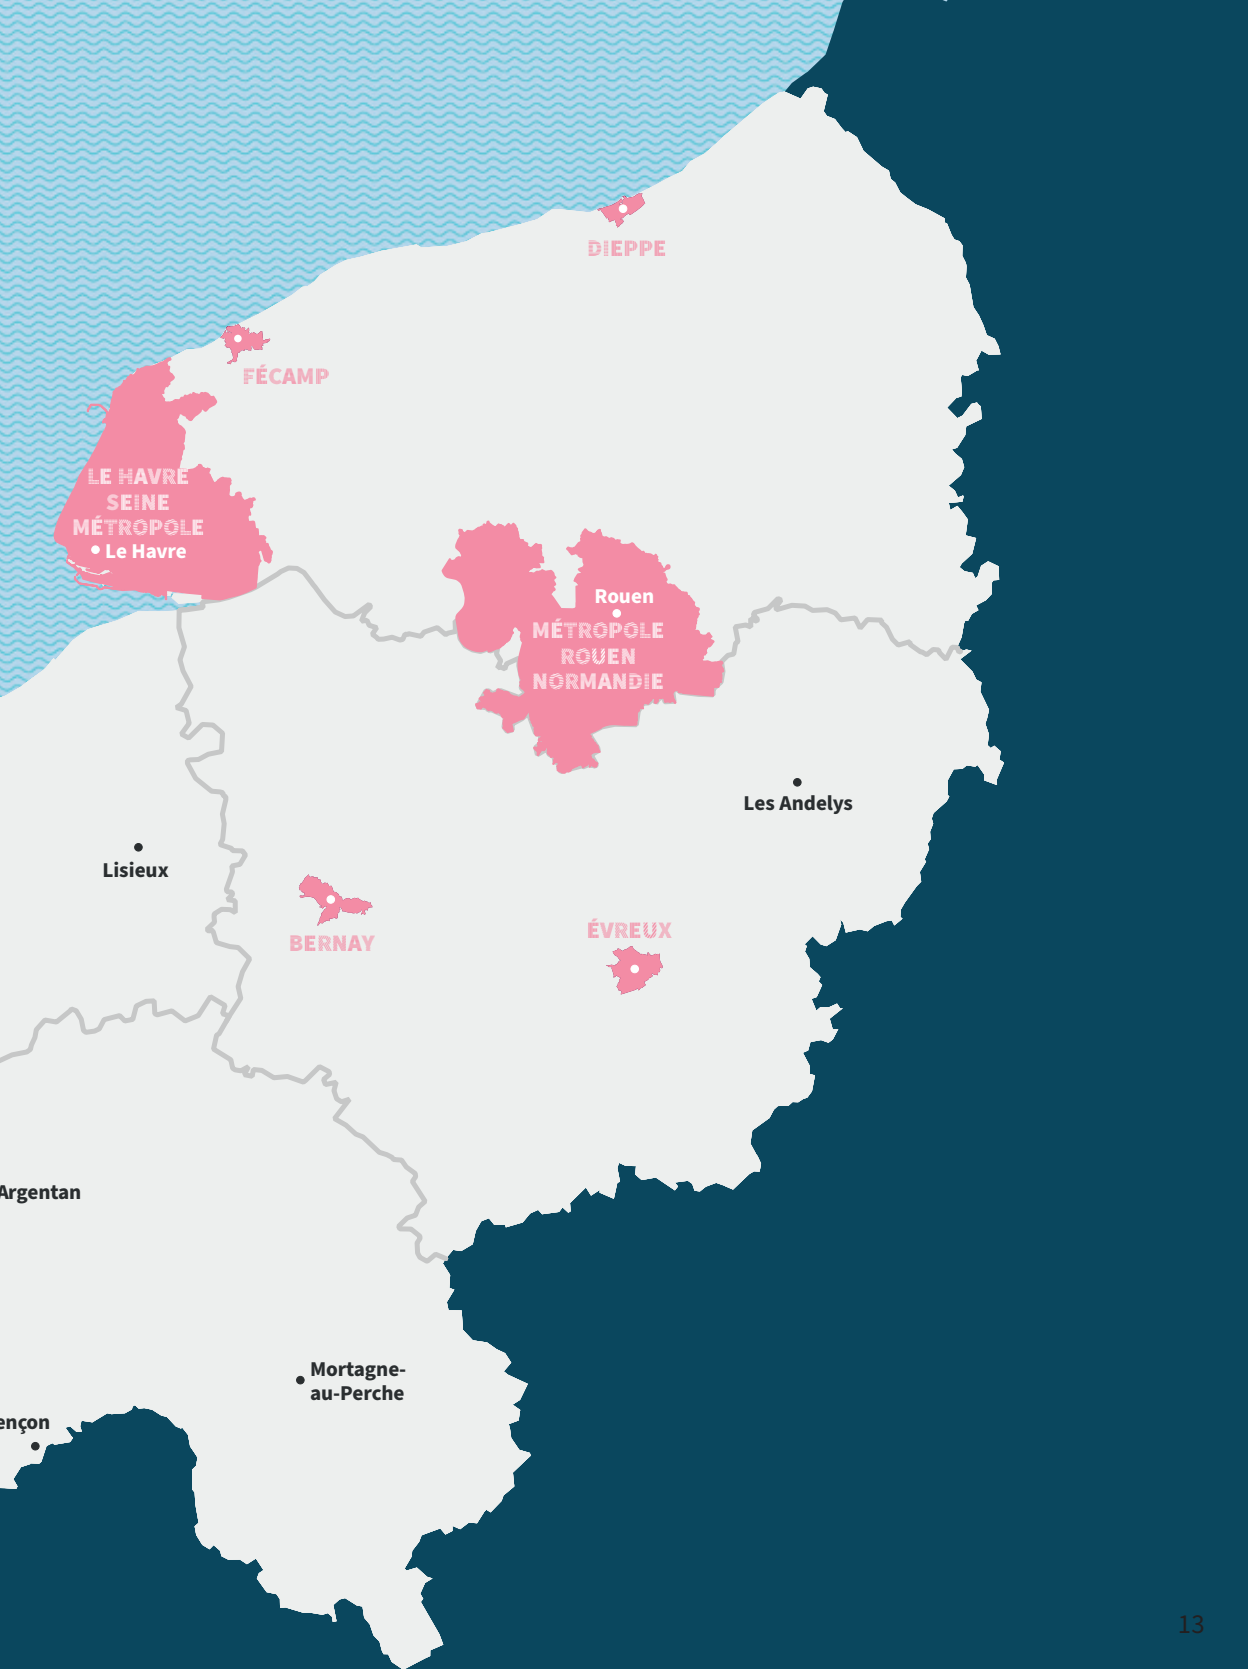 DIEPPE
FÉCAMP
LE HAVRE
SEINE
MÉTROPOLE
Le Havre
Rouen
MÉTROPOLE
ROUEN
NORMANDIE
Les Andelys
Lisieux
BERNAY
ÉVREUX
Argentan
Mortagne-
au-Perche
ençon
13